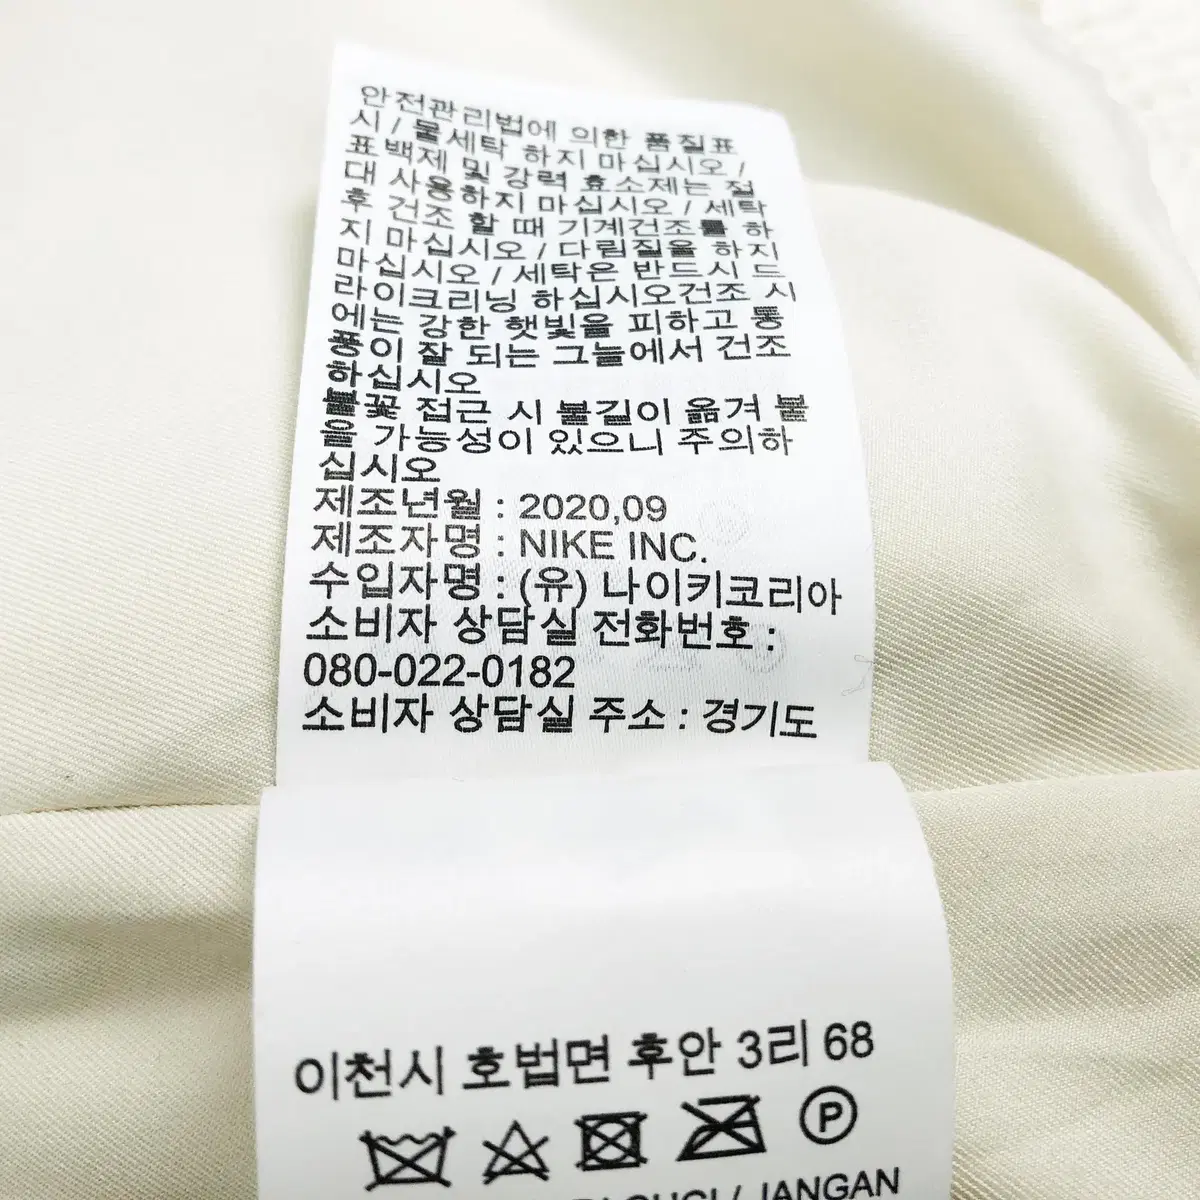 안전관리법에 의한 품질표
시 / 물세탁 하지 마십시오 /
표백제 및 강력 효소제는 절
대 사용하지 마십시오 / 세탁
후 건조 할 때 기계건조를 하
지 마십시오 / 다림질을 하지
마십시오 / 세탁은 반드시 드
라이크리닝 하십시오건조 시
에는 강한 햇빛을 피하고 통
풍이 잘 되는 그늘에서 건조
하십시오
불꽃 접근 시 불길이 옮겨 붙
을 가능성이 있으니 주의하
십시오
제조년월 : 2020,09
제조자명 : NIKE INC.
수입자명 : (유) 나이키코리아
소비자 상담실 전화번호 :
080-022-0182
소비자 상담실 주소 : 경기도
이천시 호법면 후안 3리 68
P
/ JANGAN